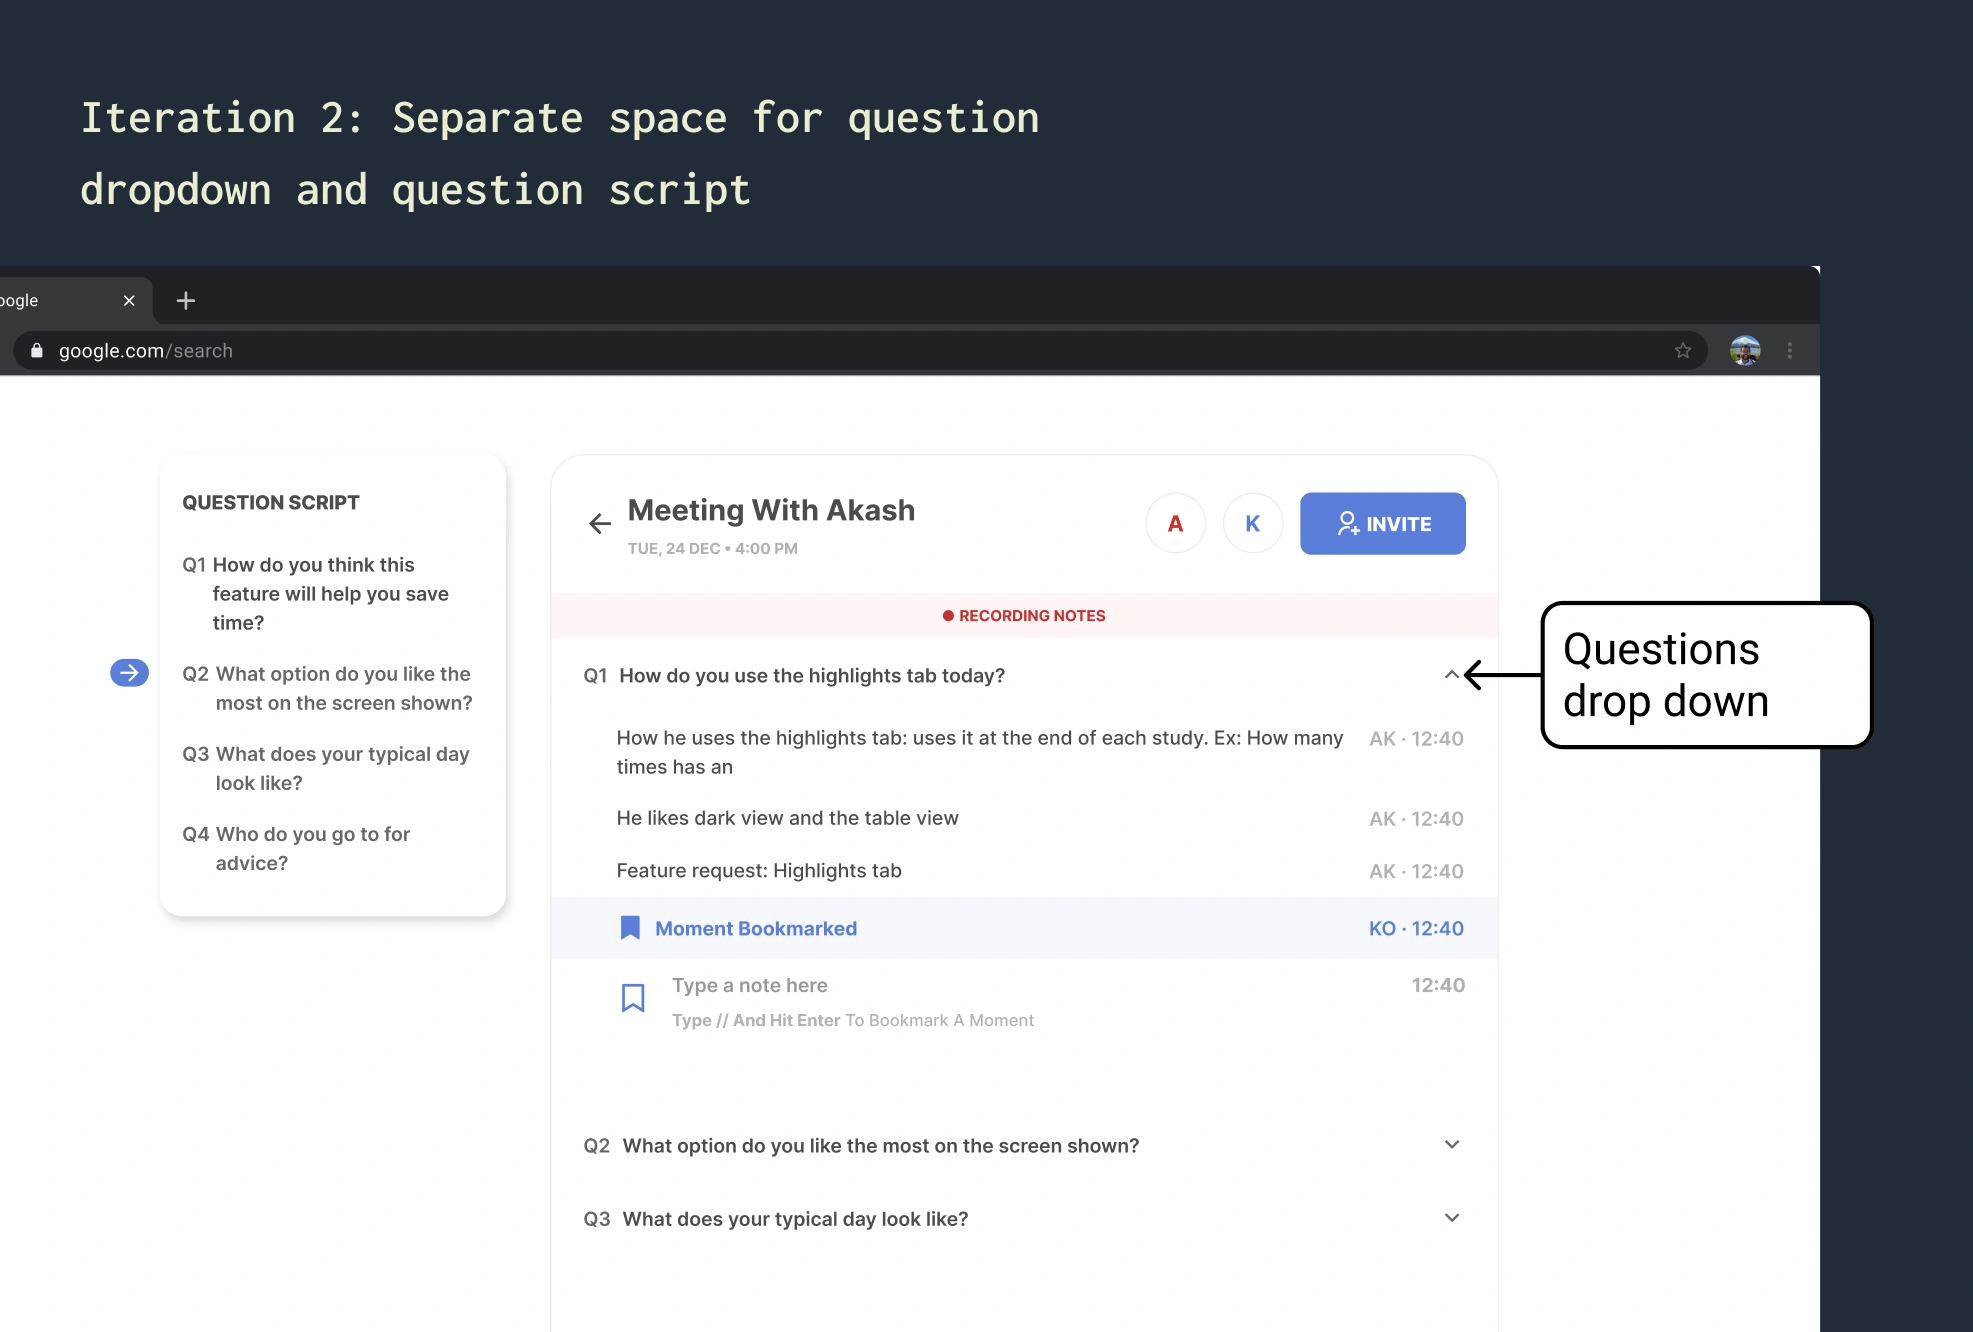 Iteration 2: Separate space for question
dropdown and question script
oogle
google.com/search
QUESTION SCRIPT
Q1 How do you think this
feature will help you save
time?
Q2 What option do you like the
most on the screen shown?
Q3 What does your typical day
look like?
Q4 Who do you go to for
advice?
Meeting With Akash
TUE, 24 DEC • 4:00 PM
A
K
INVITE
RECORDING NOTES
Q1 How do you use the highlights tab today?
How he uses the highlights tab: uses it at the end of each study. Ex: How many AK · 12:40
times has an
He likes dark view and the table view AK · 12:40
Feature request: Highlights tab AK · 12:40
Moment Bookmarked KO · 12:40
Type a note here 12:40
Type // And Hit Enter To Bookmark A Moment
Q2 What option do you like the most on the screen shown?
Q3 What does your typical day look like?
Questions
drop down